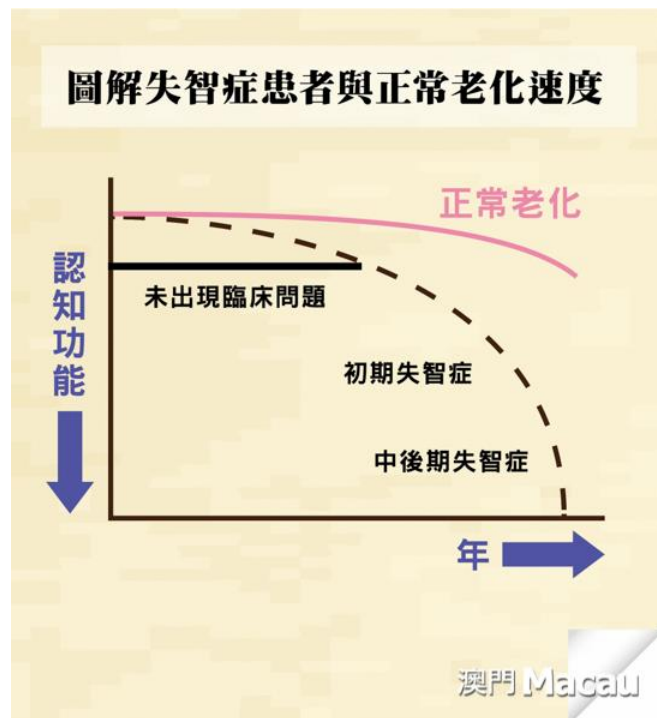 圖解失智症患者與正常老化速度
正常老化
認知功能
未出現臨床問題
初期失智症
中後期失智症
年
澳門 Macau